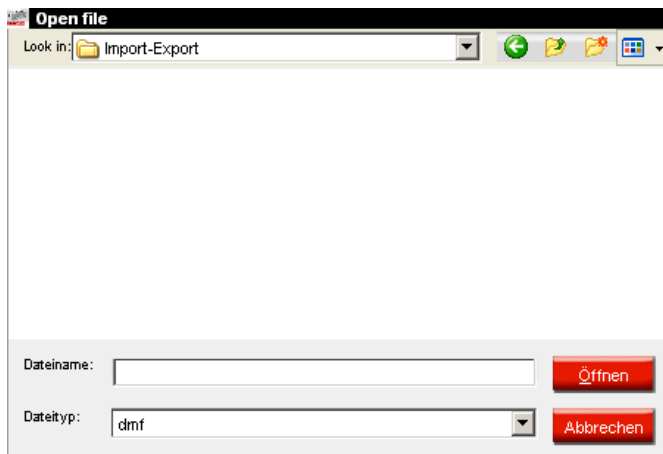 Open file
Look in: Import-Export
Dateiname:
Öffnen
Dateityp: dmf
Abbrechen